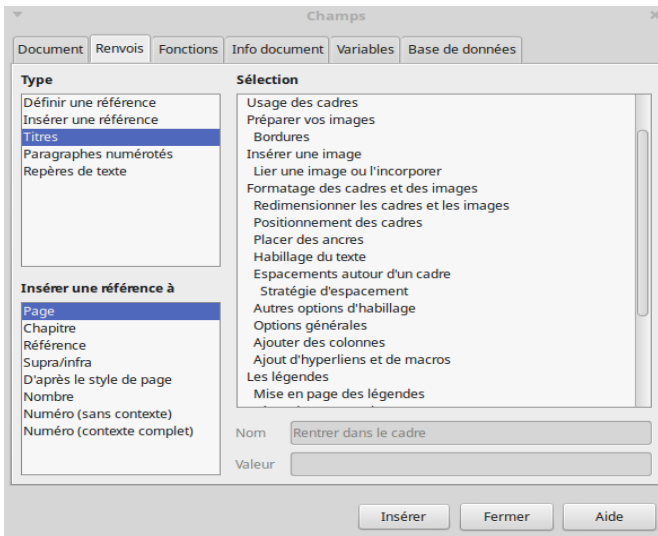 Champs
Document Renvois Fonctions Info document Variables Base de données
Type
Définir une référence
Insérer une référence
Titres
Paragraphes numérotés
Repères de texte
Insérer une référence à
Page
Chapitre
Référence
Supra/infra
D'après le style de page
Nombre
Numéro (sans contexte)
Numéro (contexte complet)
Sélection
Usage des cadres
Préparer vos images
Bordures
Insérer une image
Lier une image ou l'incorporer
Formatage des cadres et des images
Redimensionner les cadres et les images
Positionnement des cadres
Placer des ancres
Habillage du texte
Espacements autour d'un cadre
Stratégie d'espacement
Autres options d'habillage
Options générales
Ajouter des colonnes
Ajout d'hyperliens et de macros
Les légendes
Mise en page des légendes
Nom Rentrer dans le cadre
Valeur
Insérer Fermer Aide